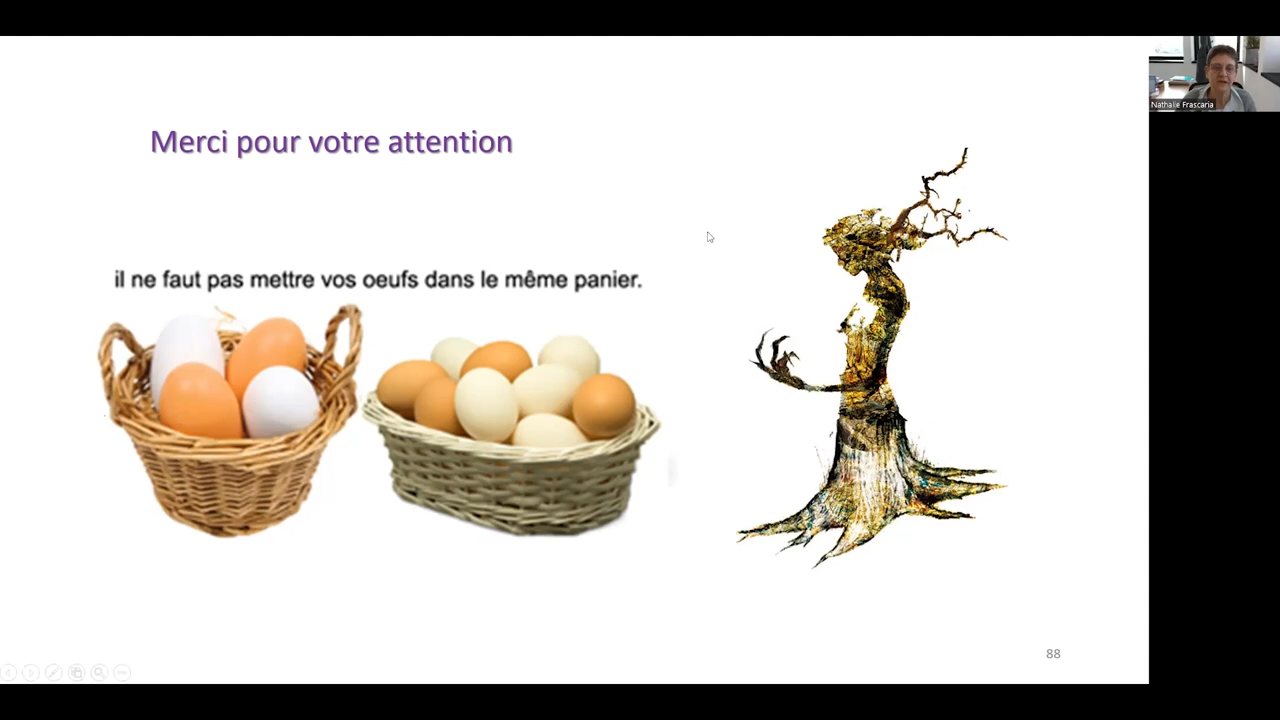 Nathalie Frascaria
Merci pour votre attention
il ne faut pas mettre vos oeufs dans le même panier.
88